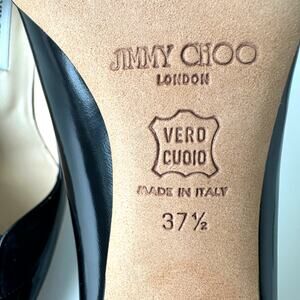 JIMMY CHOO
LONDON
VERO
CUOIO
MADE IN ITALY
37½